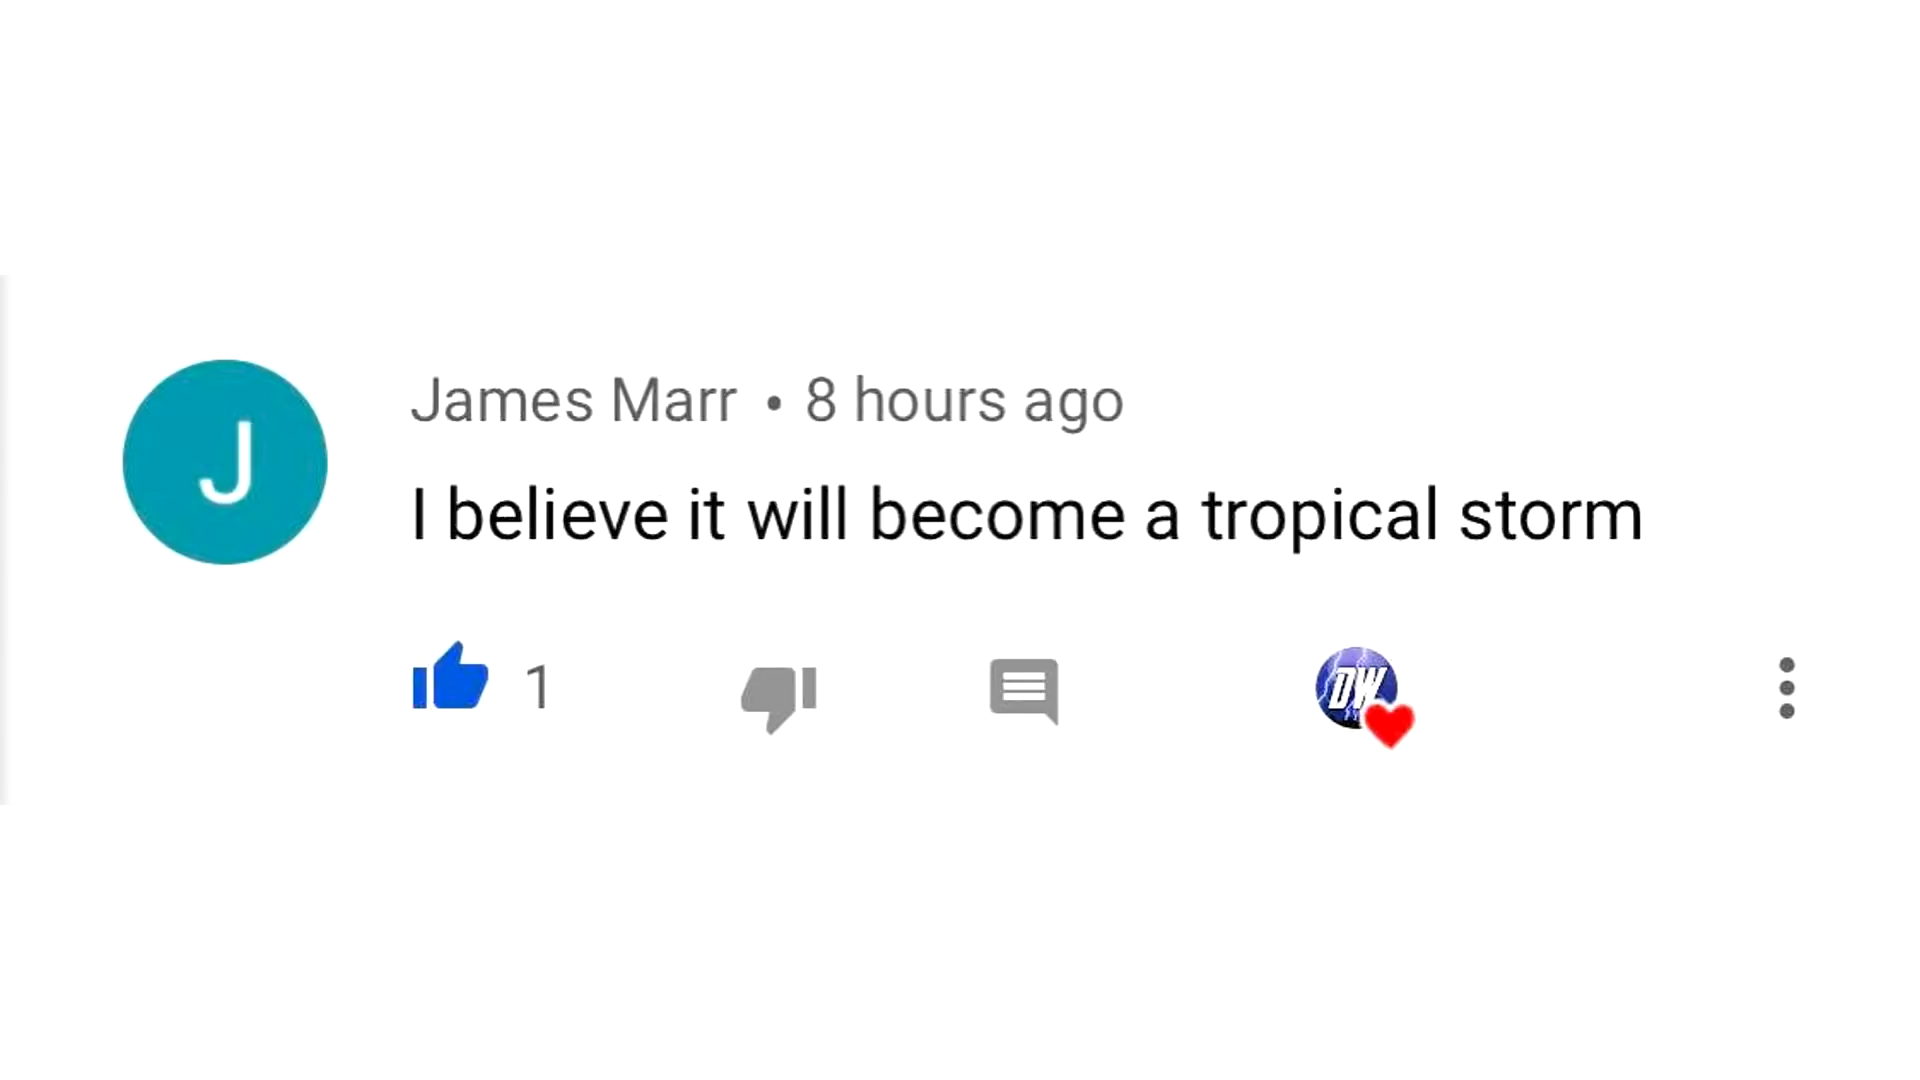 J
James Marr • 8 hours ago
I believe it will become a tropical storm
1
DW